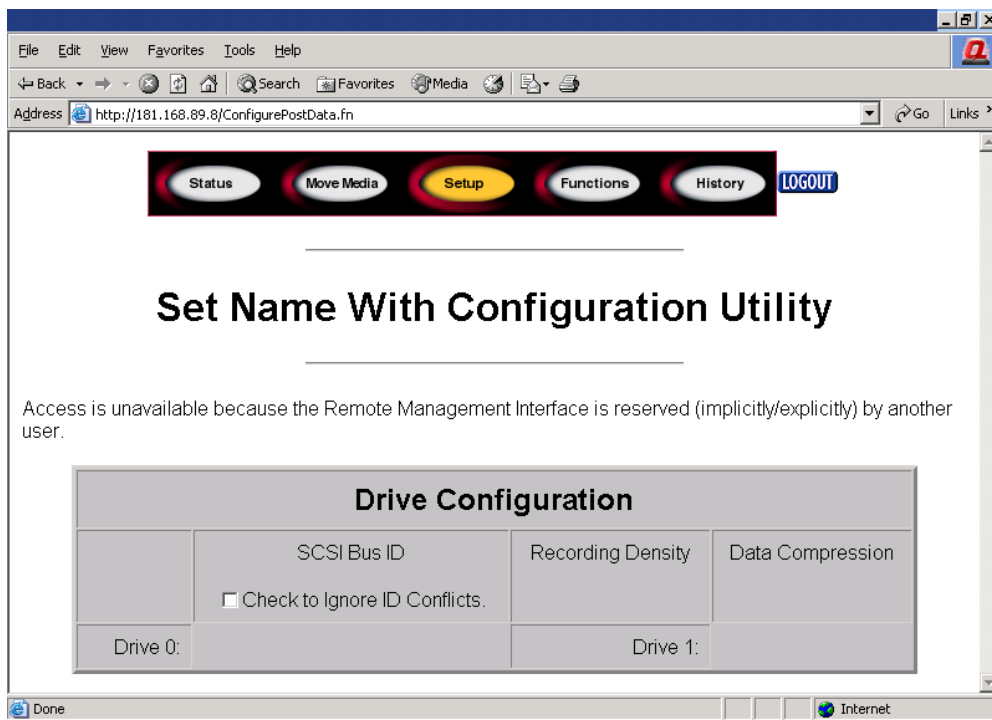 File Edit View Favorites Tools Help
Back Search Favorites Media
Address http://181.168.89.8/ConfigurePostData.fn Go Links »
Status Move Media Setup Functions History LOGOUT
Set Name With Configuration Utility
Access is unavailable because the Remote Management Interface is reserved (implicitly/explicitly) by another
user.
Drive Configuration
SCSI Bus ID Recording Density Data Compression
Check to Ignore ID Conflicts.
Drive 0: Drive 1:
Done Internet